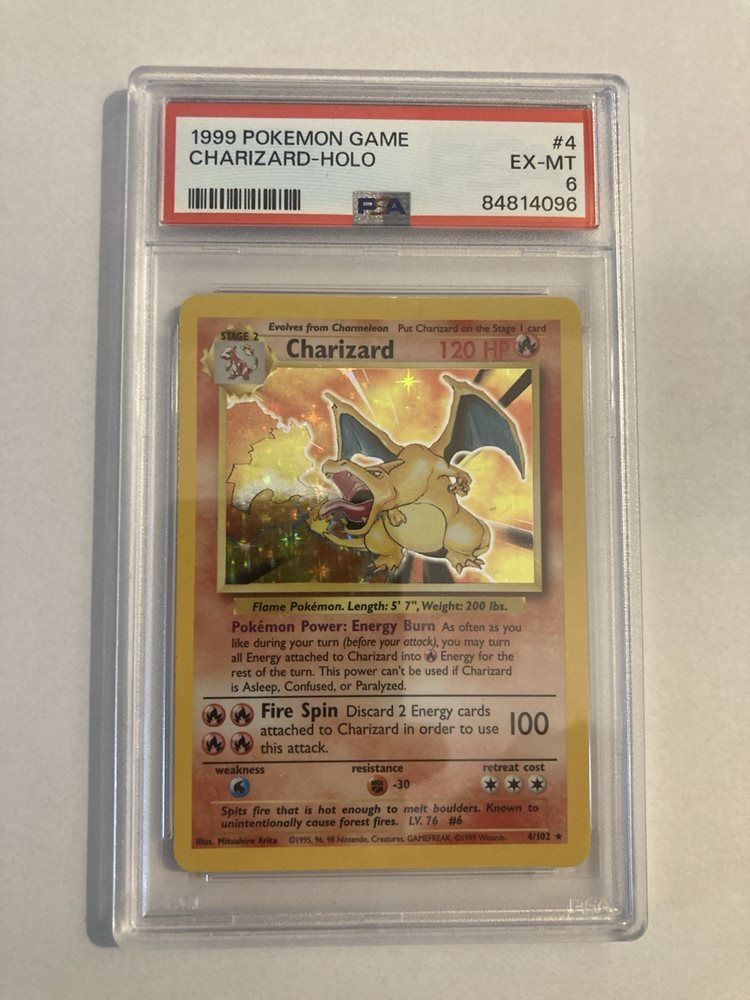 1999 POKEMON GAME #4
CHARIZARD-HOLO EX-MT
6
PSA 84814096
Evolves from Charmeleon Put Charizard on the Stage 1 card
STAGE 2
Charizard 120 HP
Flame Pokémon. Length: 5' 7", Weight: 200 lbs.
Pokémon Power: Energy Burn As often as you
like during your turn (before your attack), you may turn
all Energy attached to Charizard into Energy for the
rest of the turn. This power can't be used if Charizard
is Asleep, Confused, or Paralyzed.
Fire Spin Discard 2 Energy cards
attached to Charizard in order to use 100
this attack.
weakness resistance retreat cost
-30
Spits fire that is hot enough to melt boulders. Known to
unintentionally cause forest fires. LV. 76 #6
Illus. Mitsuhiro Arita ©1995, 96, 98 Nintendo, Creatures, GAMEFREAK. ©1999 Wizards. 4/102 ★
PSA